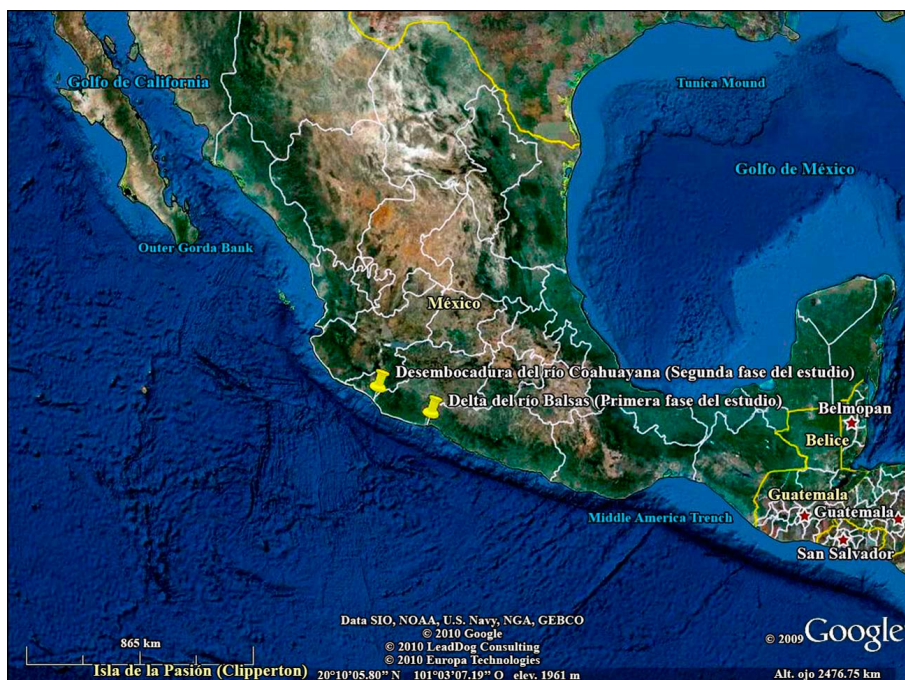 Golfo de California
Tunica Mound
Golfo de México
Outer Gorda Bank
México
Desembocadura del río Coahuayana (Segunda fase del estudio)
Delta del río Balsas (Primera fase del estudio)
Belmopan
Belice
Guatemala
Guatemala
Middle America Trench
San Salvador
Data SIO, NOAA, U.S. Navy, NGA, GEBCO
© 2010 Google
© 2010 LeadDog Consulting
© 2010 Europa Technologies
© 2009 Google
865 km
Isla de la Pasión (Clipperton)
20°10’05.80” N 101°03’07.19” O elev. 1961 m
Alt. ojo 2476.75 km